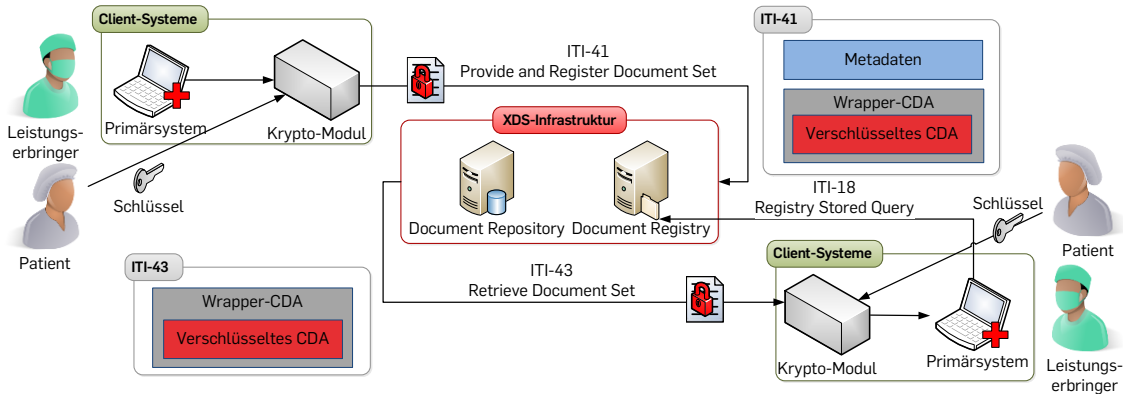 Client-Systeme
Leistungs-
erbringer
Primärsystem
Krypto-Modul
Patient
Schlüssel
ITI-41
Provide and Register Document Set
XDS-Infrastruktur
Document Repository
Document Registry
ITI-41
Metadaten
Wrapper-CDA
Verschlüsseltes CDA
ITI-18
Registry Stored Query
Schlüssel
Patient
ITI-43
Wrapper-CDA
Verschlüsseltes CDA
ITI-43
Retrieve Document Set
Client-Systeme
Krypto-Modul
Primärsystem
Leistungs-
erbringer